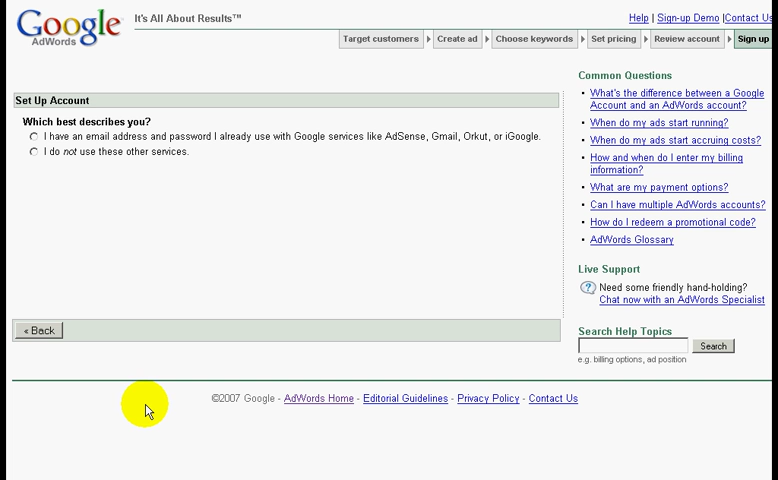 Google
AdWords
It's All About Results™
Help | Sign-up Demo |Contact Us
Target customers
Create ad
Choose keywords
Set pricing
Review account
Sign up
Set Up Account
Which best describes you?
I have an email address and password I already use with Google services like AdSense, Gmail, Orkut, or iGoogle.
I do not use these other services.
« Back
Common Questions
What's the difference between a Google
Account and an AdWords account?
When do my ads start running?
When do my ads start accruing costs?
How and when do I enter my billing
information?
What are my payment options?
Can I have multiple AdWords accounts?
How do I redeem a promotional code?
AdWords Glossary
Live Support
Need some friendly hand-holding?
Chat now with an AdWords Specialist
Search Help Topics
Search
e.g. billing options, ad position
©2007 Google - AdWords Home - Editorial Guidelines - Privacy Policy - Contact Us